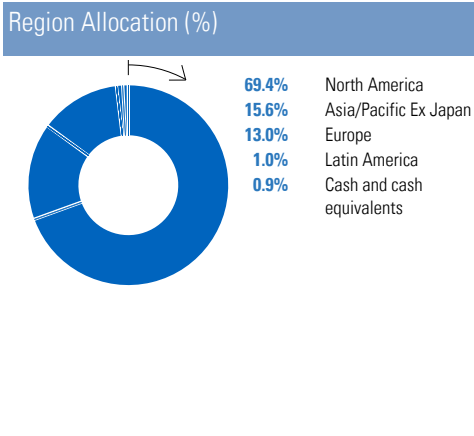 Region Allocation (%)
69.4% North America
15.6% Asia/Pacific Ex Japan
13.0% Europe
1.0% Latin America
0.9% Cash and cash
equivalents